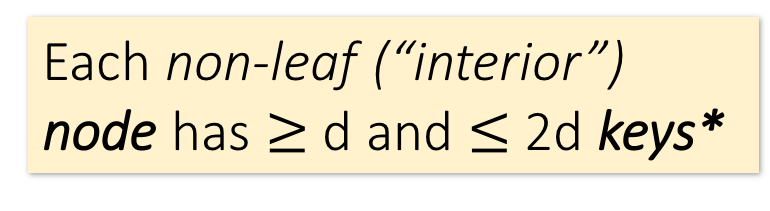 Each non-leaf (“interior”)
node has ≥ d and ≤ 2d keys*